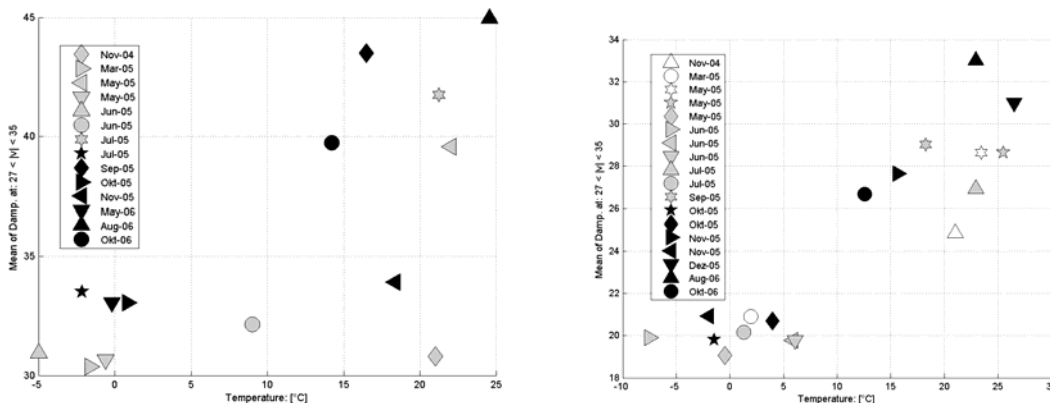 Mean of Damp. at: 27 < |v| < 35
45
40
35
30
Nov-04
Mar-05
May-05
May-05
Jun-05
Jun-05
Jul-05
Jul-05
Sep-05
Okt-05
Nov-05
May-06
Aug-06
Okt-06
-5
0
5
10
15
20
25
Temperature: [°C]
Mean of Damp. at: 27 < |v| < 35
34
32
30
28
26
24
22
20
18
Nov-04
Mar-05
May-05
May-05
May-05
Jun-05
Jun-05
Jun-05
Jul-05
Jul-05
Sep-05
Okt-05
Okt-05
Nov-05
Nov-05
Dez-05
Aug-06
Okt-06
-10
-5
0
5
10
15
20
25
30
Temperature: [°C]